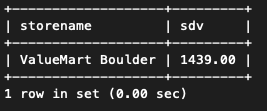 +------------------+---------+
| storename        | sdv     |
+------------------+---------+
| ValueMart Boulder | 1439.00 |
+------------------+---------+
1 row in set (0.00 sec)